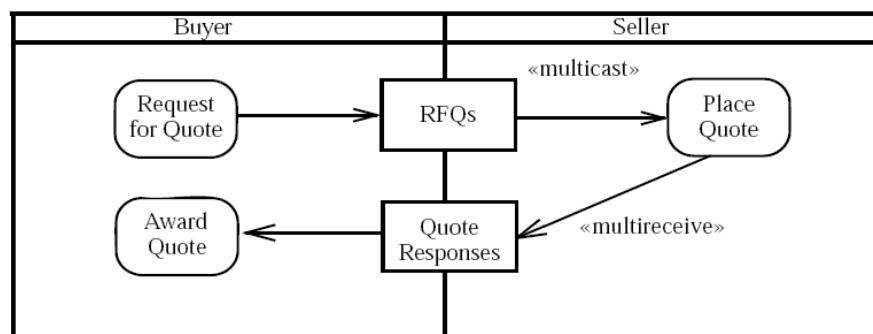 Buyer
Seller
«multicast»
Request
for Quote
RFQs
Place
Quote
Award
Quote
Quote
Responses
«multireceive»